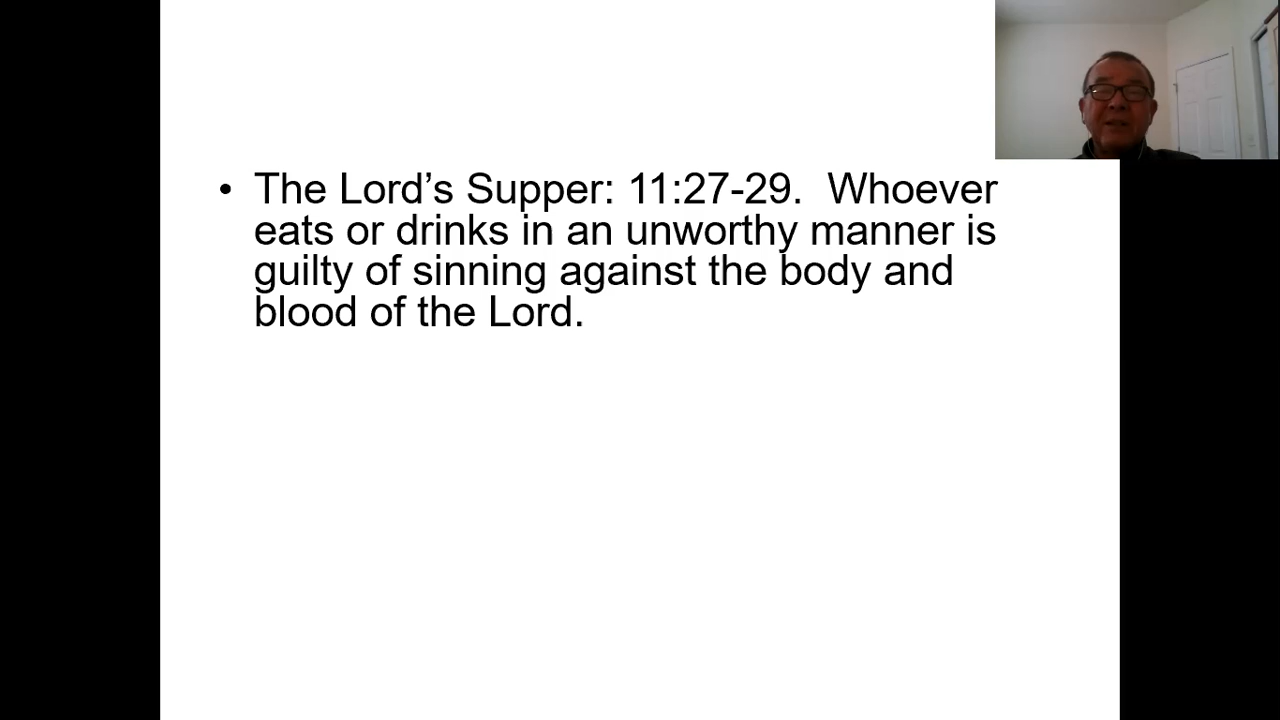 • The Lord’s Supper: 11:27-29.  Whoever
eats or drinks in an unworthy manner is
guilty of sinning against the body and
blood of the Lord.